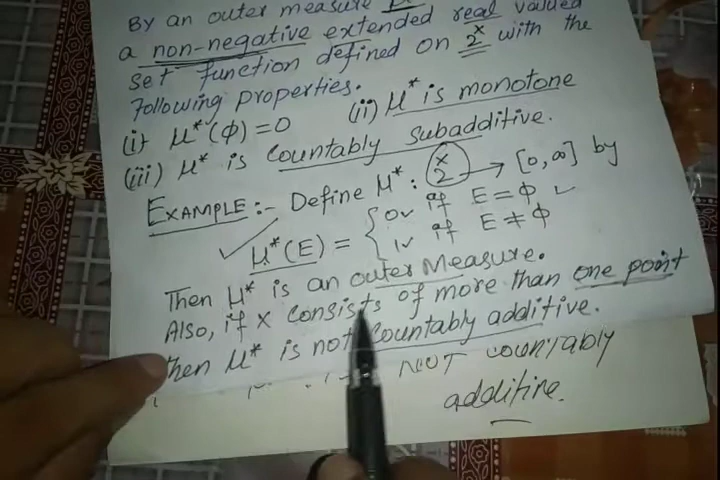 By an outer measure μ*
a non-negative extended real valued
set function defined on 2^X with the
following properties.
(i) μ*(ϕ)=0 (ii) μ* is monotone
(iii) μ* is countably subadditive.
EXAMPLE:- Define μ*: 2^X → [0,∞] by
μ*(E) = { 0 if E=ϕ
1 if E≠ϕ
Then μ* is an outer Measure.
Also, if X consists of more than one point
then μ* is not countably additive.
NOT countably
additive.